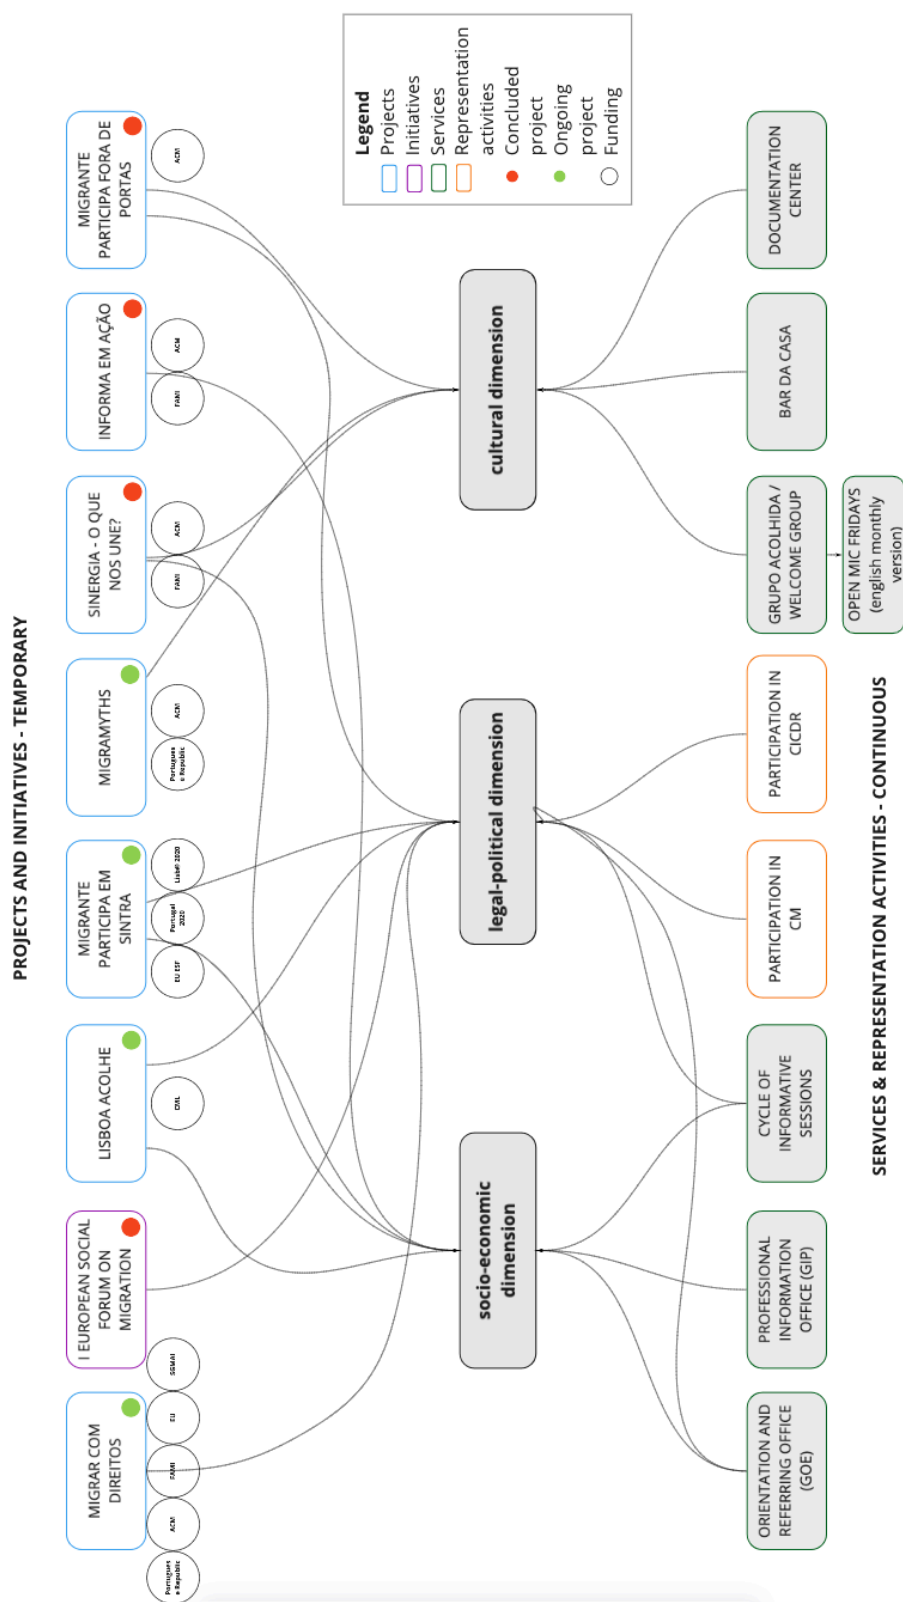 PROJECTS AND INITIATIVES - TEMPORARY
MIGRAR COM
DIREITOS
I EUROPEAN SOCIAL
FORUM ON
MIGRATION
LISBOA ACOLHE
MIGRANTE
PARTICIPA EM
SINTRA
MIGRAMYTHS
SINERGIA - O QUE
NOS UNE?
INFORMA EM AÇÃO
MIGRANTE
PARTICIPA FORA DE
PORTAS
Portugues
e Republic
ACM
FAMI
EU
SGMAI
CML
EU ESF
Portugal
2020
Lisb@ 2020
Portugues
e Republic
ACM
FAMI
ACM
FAMI
ACM
ACM
Legend
Projects
Initiatives
Services
Representation
activities
Concluded
project
Ongoing
project
Funding
socio-economic
dimension
legal-political dimension
cultural dimension
ORIENTATION AND
REFERRING OFFICE
(GOE)
PROFESSIONAL
INFORMATION
OFFICE (GIP)
CYCLE OF
INFORMATIVE
SESSIONS
PARTICIPATION IN
CM
PARTICIPATION IN
CICDR
GRUPO ACOLHIDA /
WELCOME GROUP
BAR DA CASA
DOCUMENTATION
CENTER
OPEN MIC FRIDAYS
(english monthly
version)
SERVICES & REPRESENTATION ACTIVITIES - CONTINUOUS